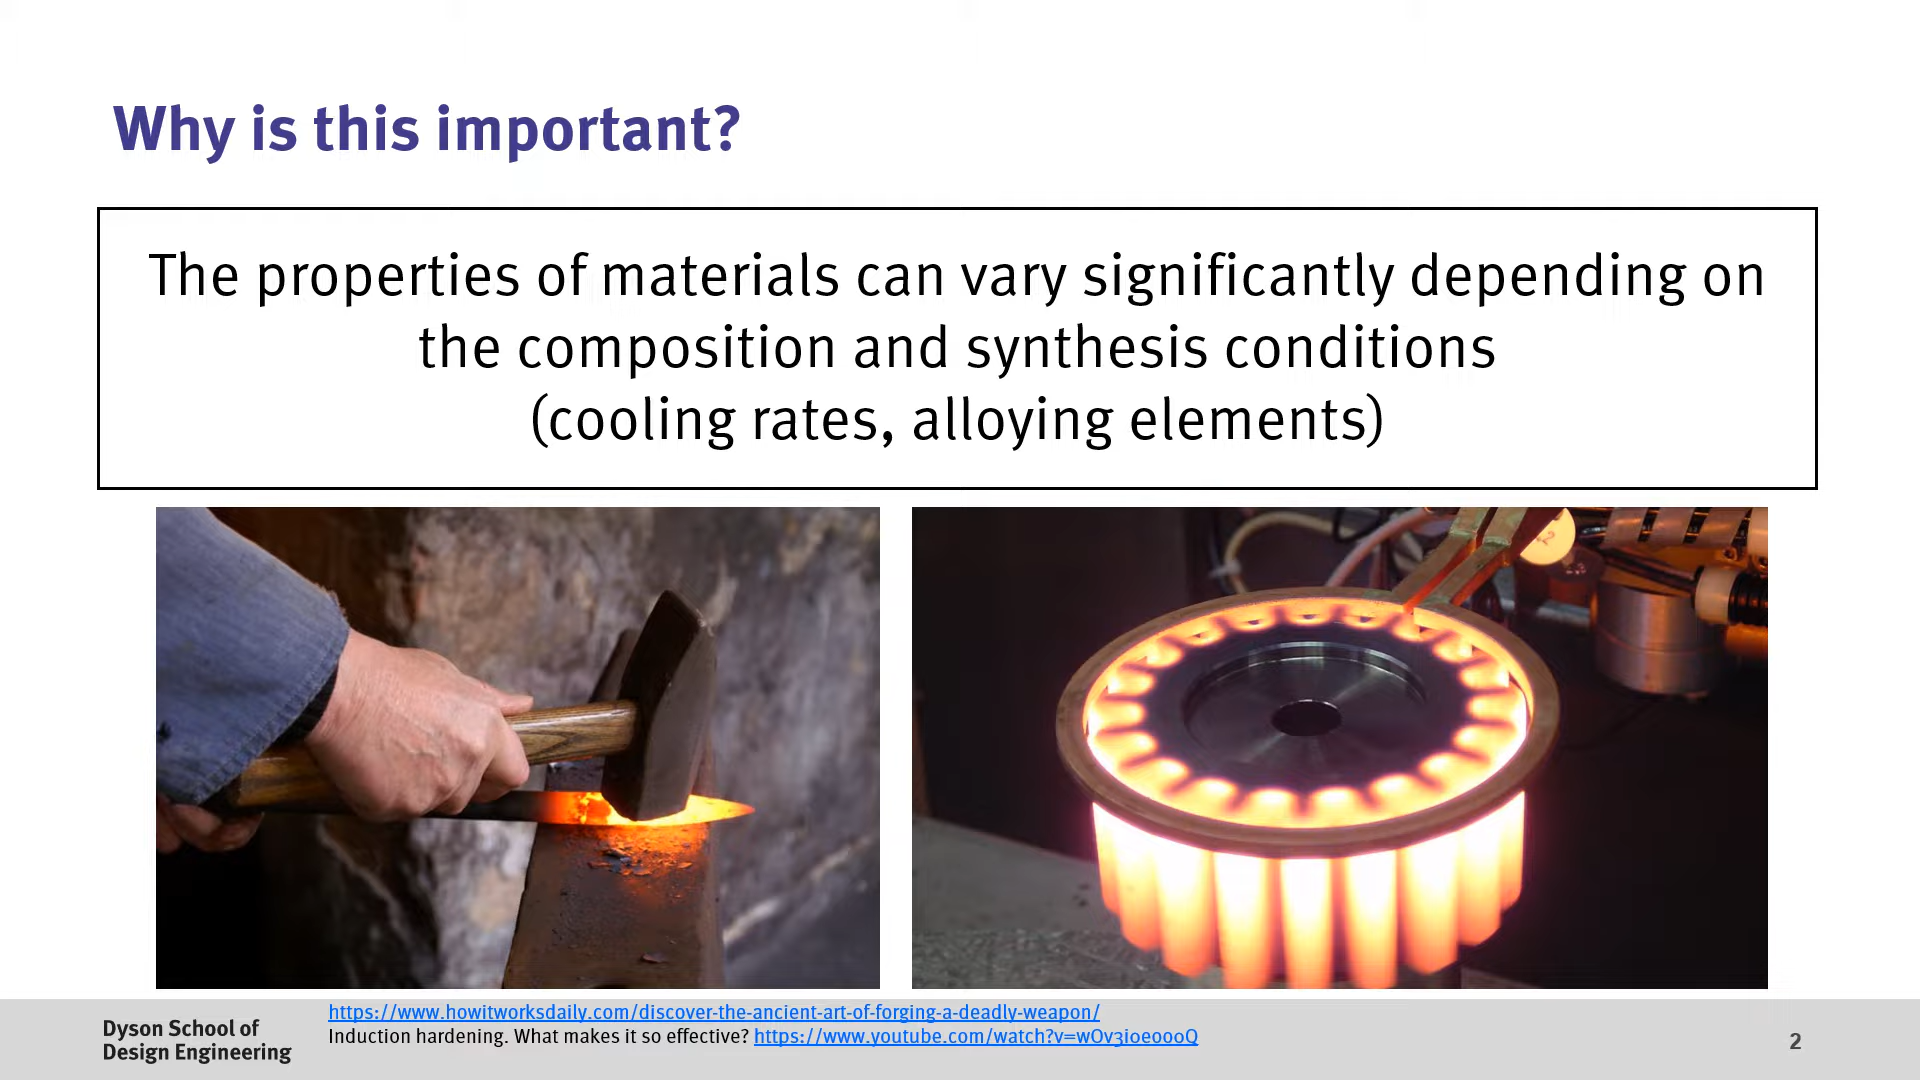 Why is this important?
The properties of materials can vary significantly depending on
the composition and synthesis conditions
(cooling rates, alloying elements)
https://www.howitworksdaily.com/discover-the-ancient-art-of-forging-a-deadly-weapon/
Induction hardening. What makes it so effective? https://www.youtube.com/watch?v=wOv3ioeoooQ
Dyson School of
Design Engineering
2